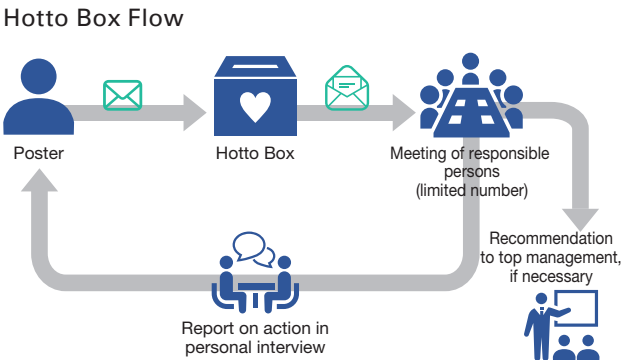 Hotto Box Flow
Poster
Hotto Box
Meeting of responsible
persons
(limited number)
Recommendation
to top management,
if necessary
Report on action in
personal interview